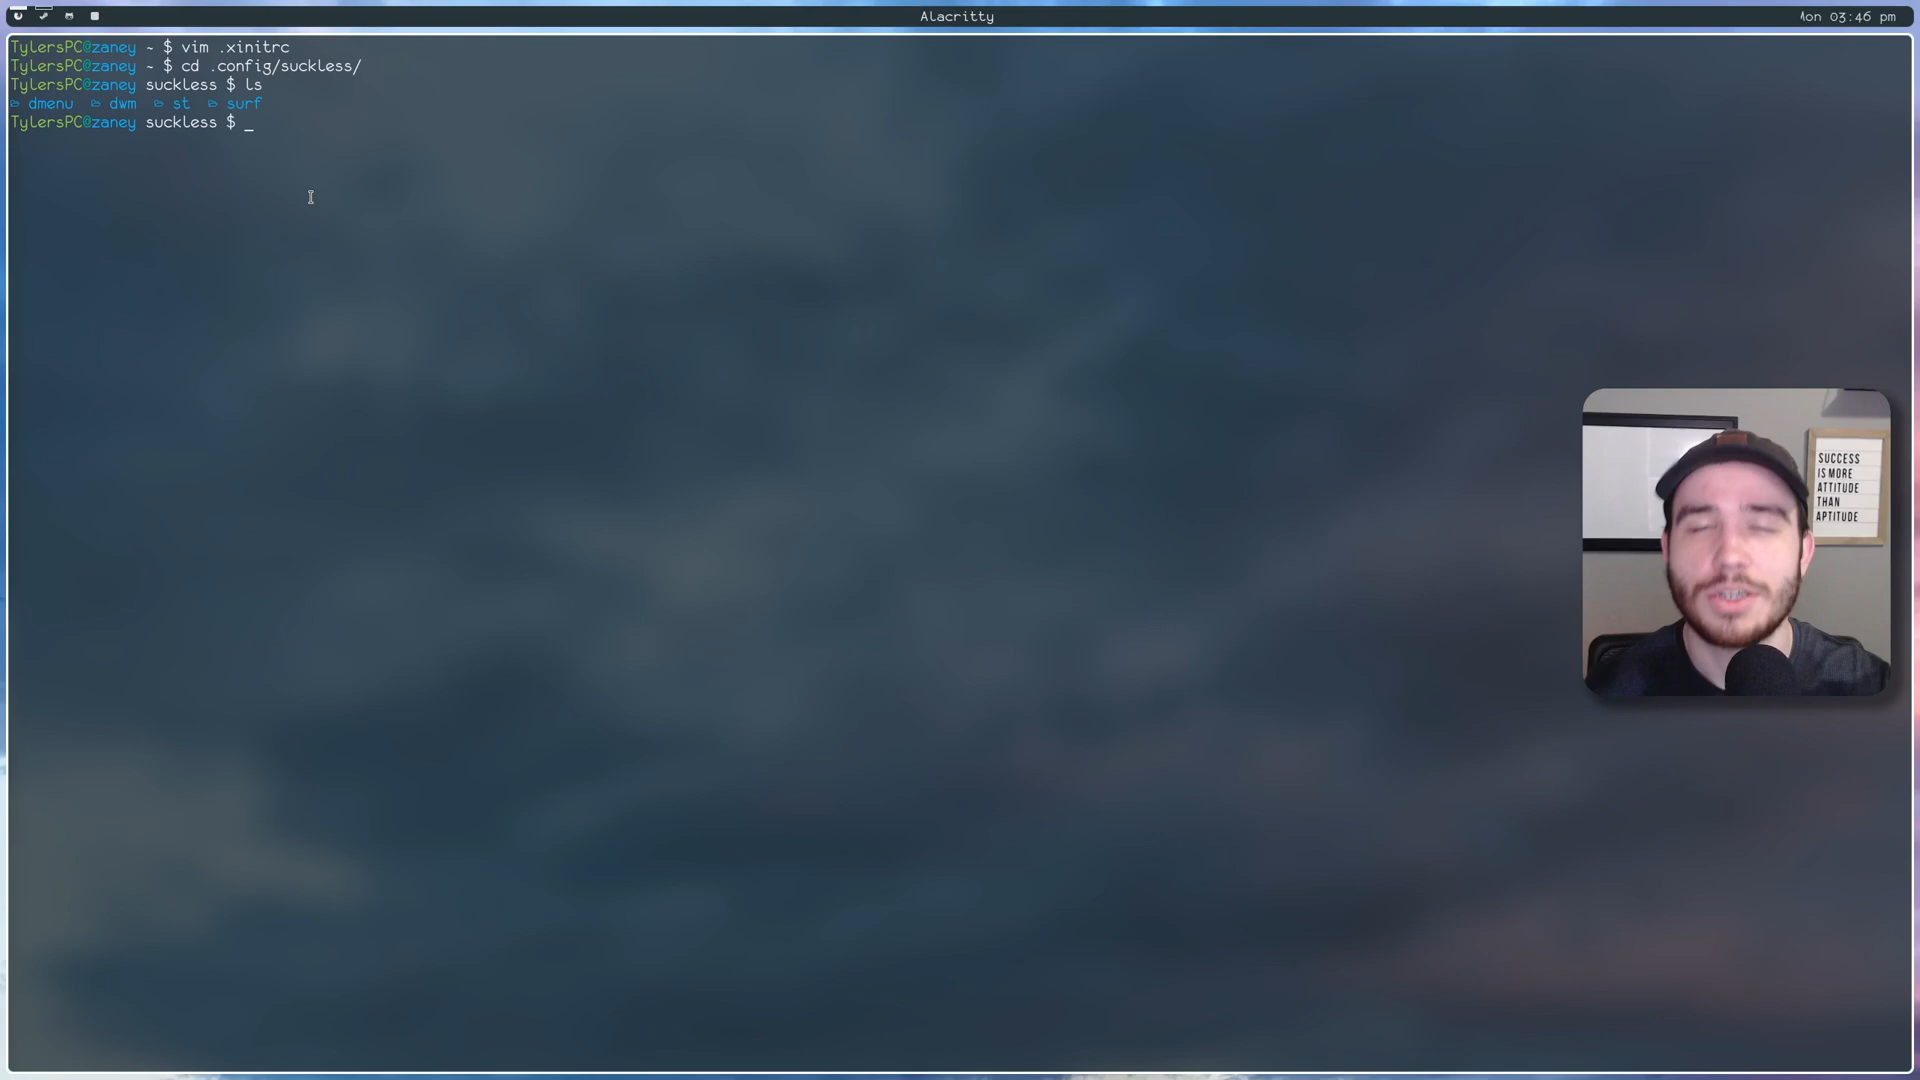 Alacritty
Mon 03:46 pm
TylersPC@zaney ~ $ vim .xinitrc
TylersPC@zaney ~ $ cd .config/suckless/
TylersPC@zaney suckless $ ls
dmenu dwm st surf
TylersPC@zaney suckless $ _
SUCCESS
IS MORE
ATTITUDE
THAN
APTITUDE